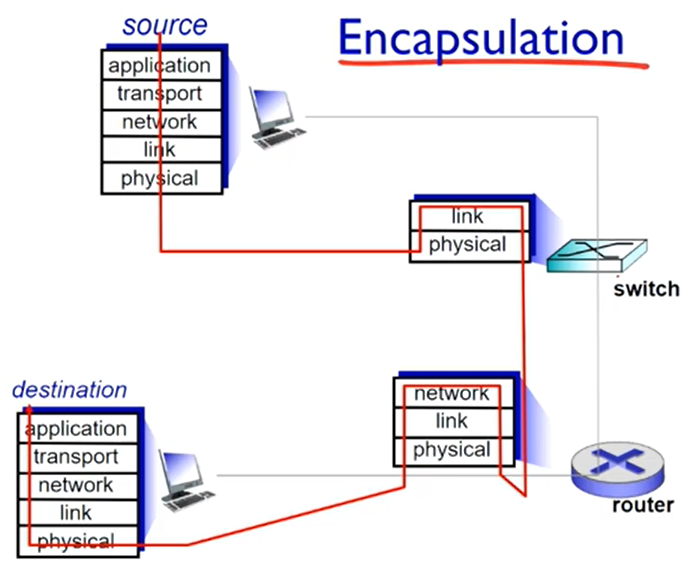 source
Encapsulation
application
transport
network
link
physical
link
physical
switch
destination
application
transport
network
link
physical
network
link
physical
router